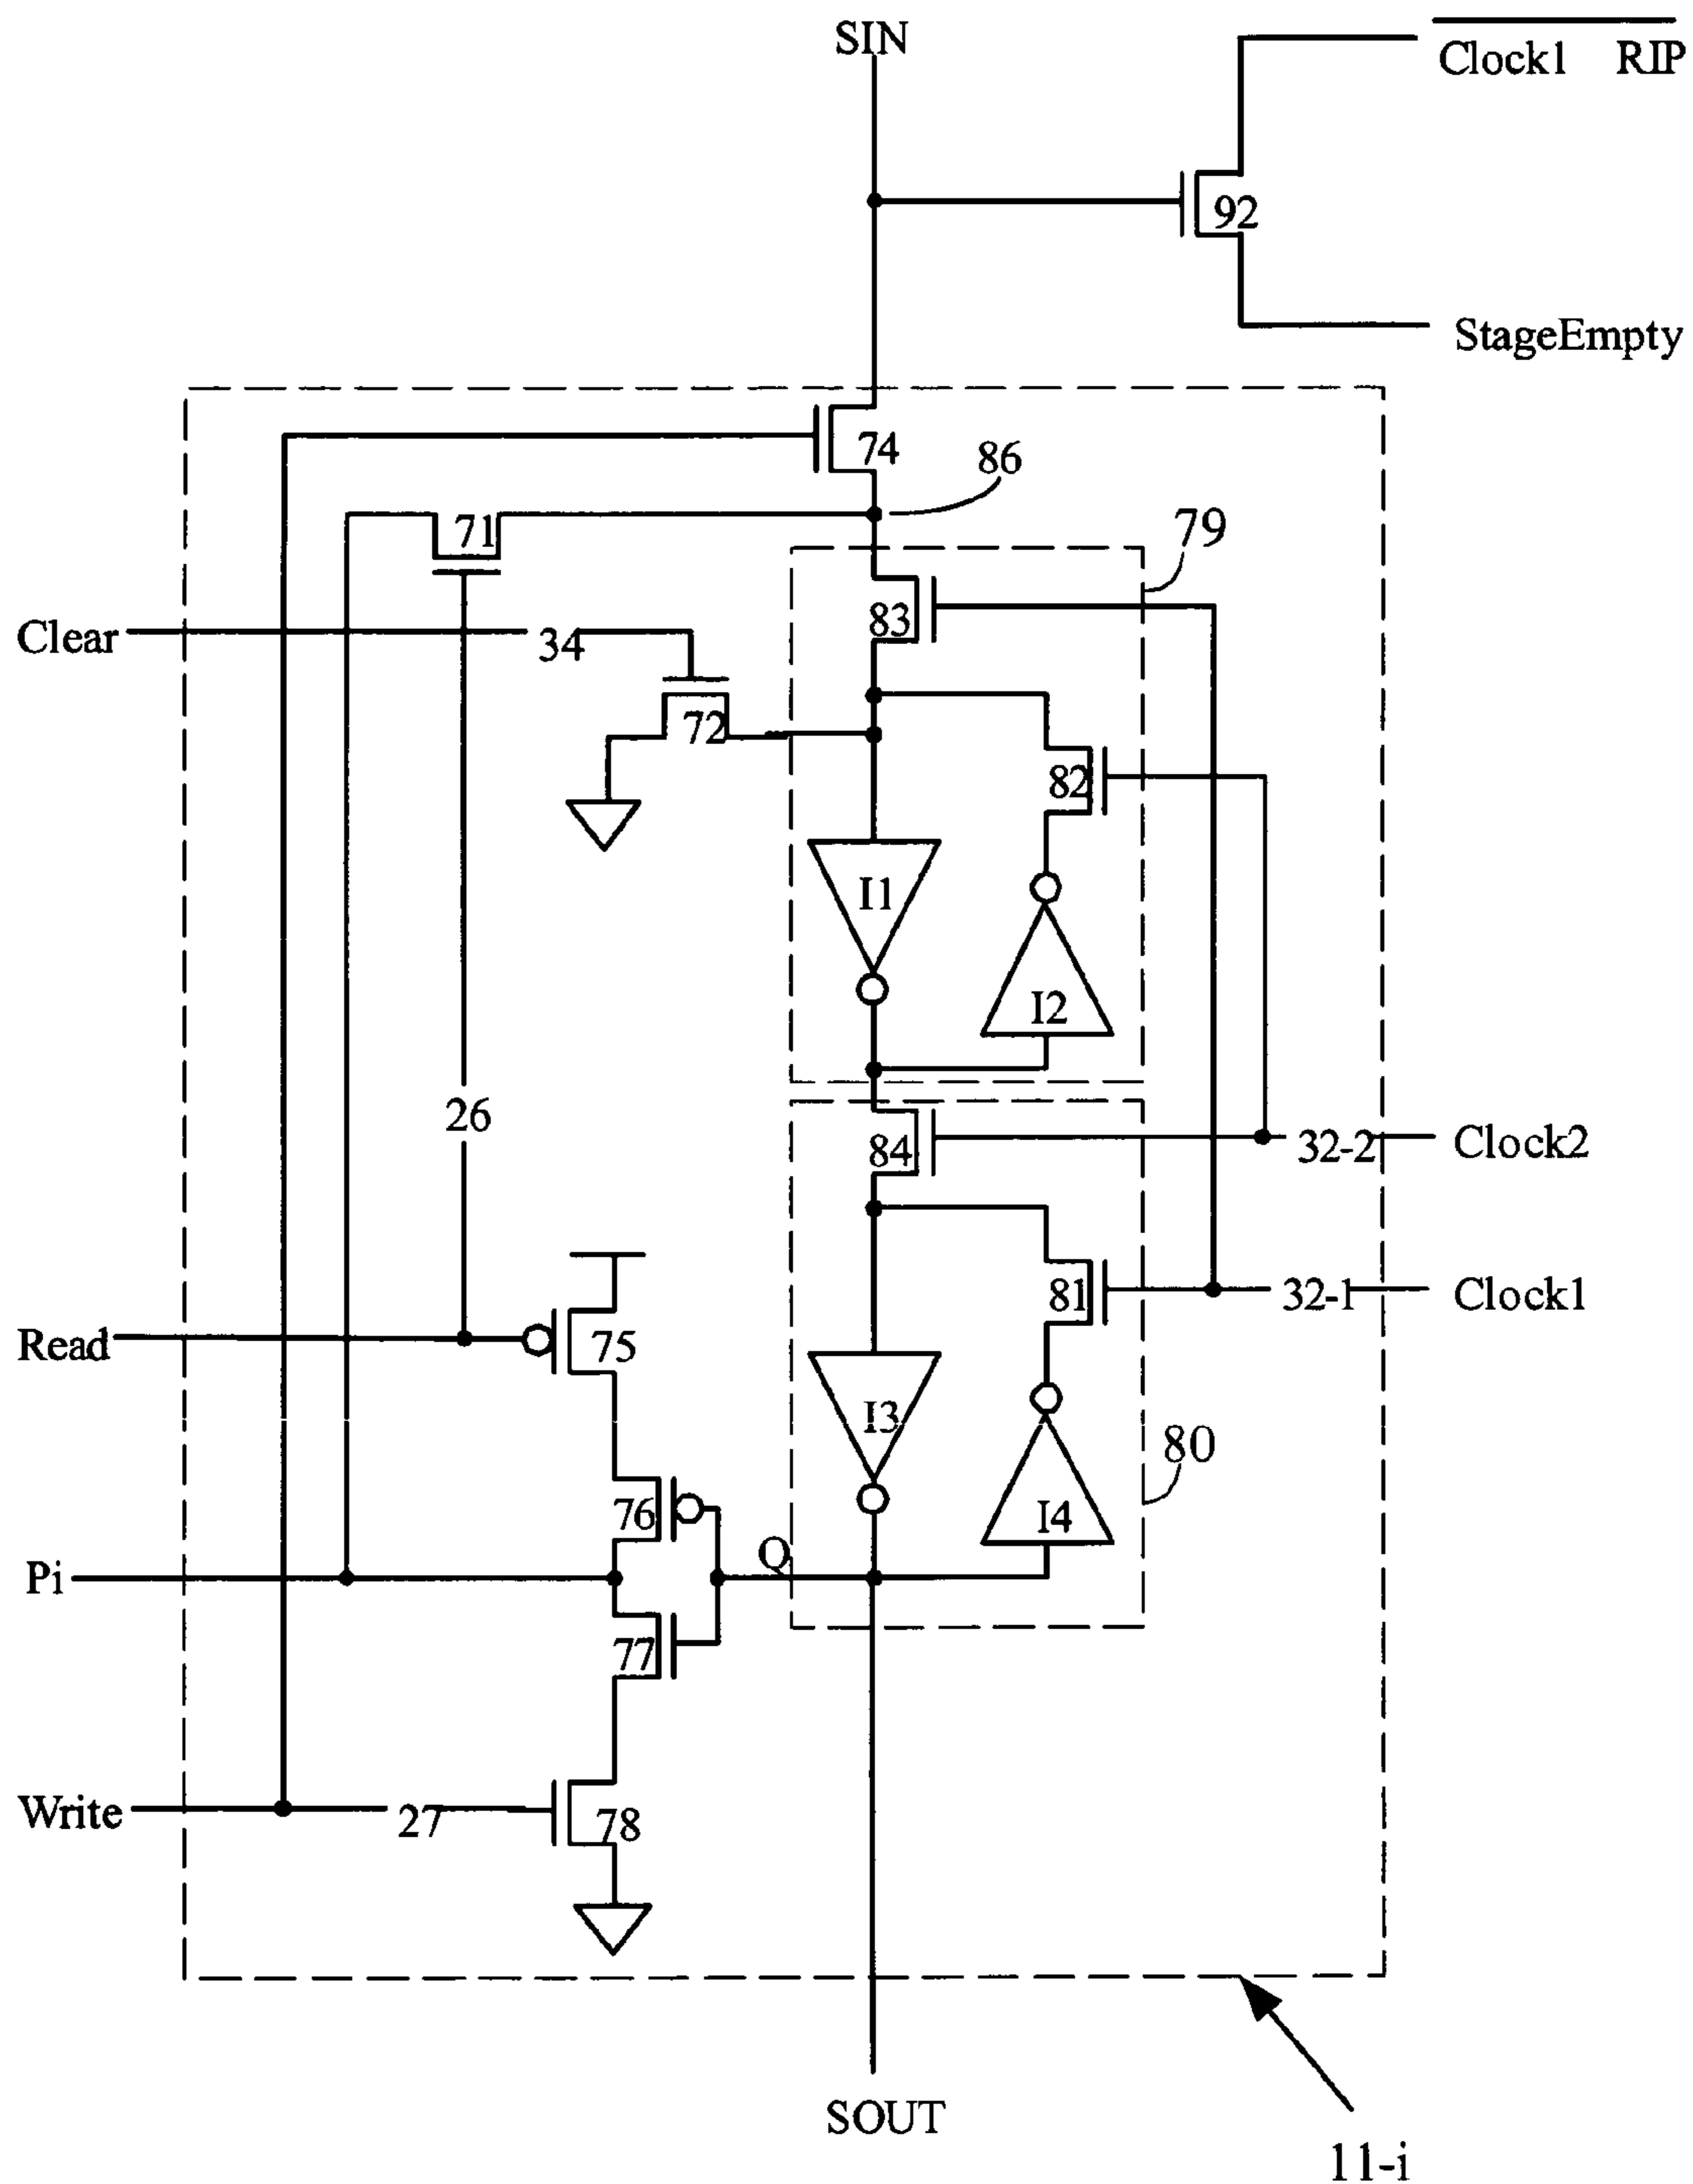 SIN
Clock1 RIP
92
StageEmpty
74
86
71
79
83
Clear
34
72
82
I1
I2
26
84
32-2
Clock2
81
32-1
Clock1
Read
75
I3
80
76
I4
Q
Pi
77
Write
27
78
SOUT
11-i